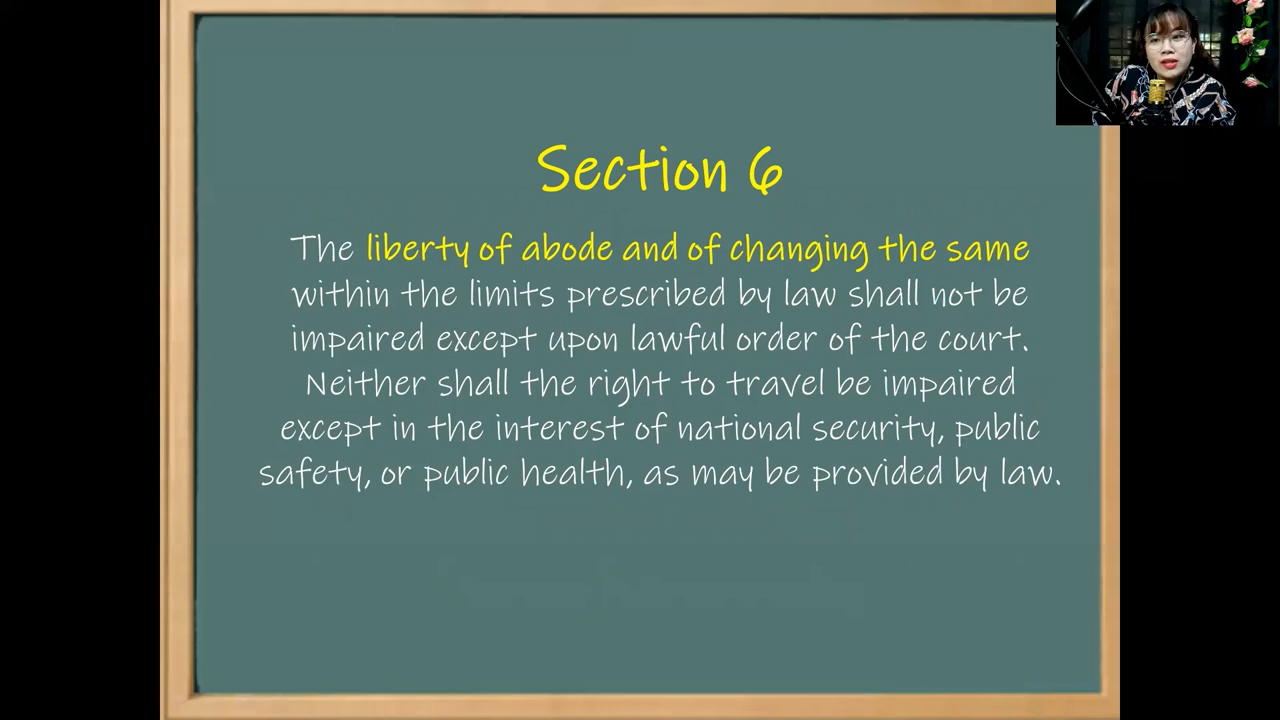 Section 6
The liberty of abode and of changing the same
within the limits prescribed by law shall not be
impaired except upon lawful order of the court.
Neither shall the right to travel be impaired
except in the interest of national security, public
safety, or public health, as may be provided by law.